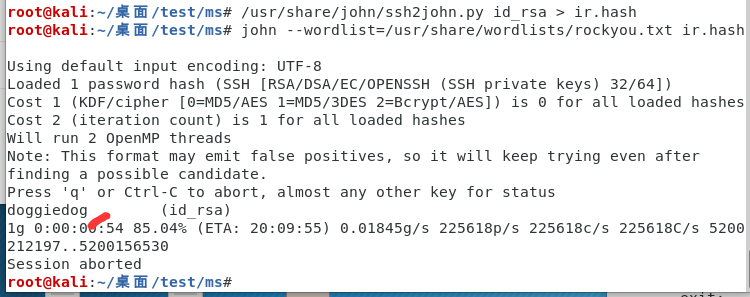 root@kali:~/桌面/test/ms# /usr/share/john/ssh2john.py id_rsa > ir.hash
root@kali:~/桌面/test/ms# john --wordlist=/usr/share/wordlists/rockyou.txt ir.hash
Using default input encoding: UTF-8
Loaded 1 password hash (SSH [RSA/DSA/EC/OPENSSH (SSH private keys) 32/64])
Cost 1 (KDF/cipher [0=MD5/AES 1=MD5/3DES 2=Bcrypt/AES]) is 0 for all loaded hashes
Cost 2 (iteration count) is 1 for all loaded hashes
Will run 2 OpenMP threads
Note: This format may emit false positives, so it will keep trying even after
finding a possible candidate.
Press 'q' or Ctrl-C to abort, almost any other key for status
doggiedog (id_rsa)
1g 85.04% (ETA: 20:09:55) 0.01845g/s 225618p/s 225618c/s 225618C/s 5200
212197..5200156530
Session aborted
root@kali:~/桌面/test/ms#